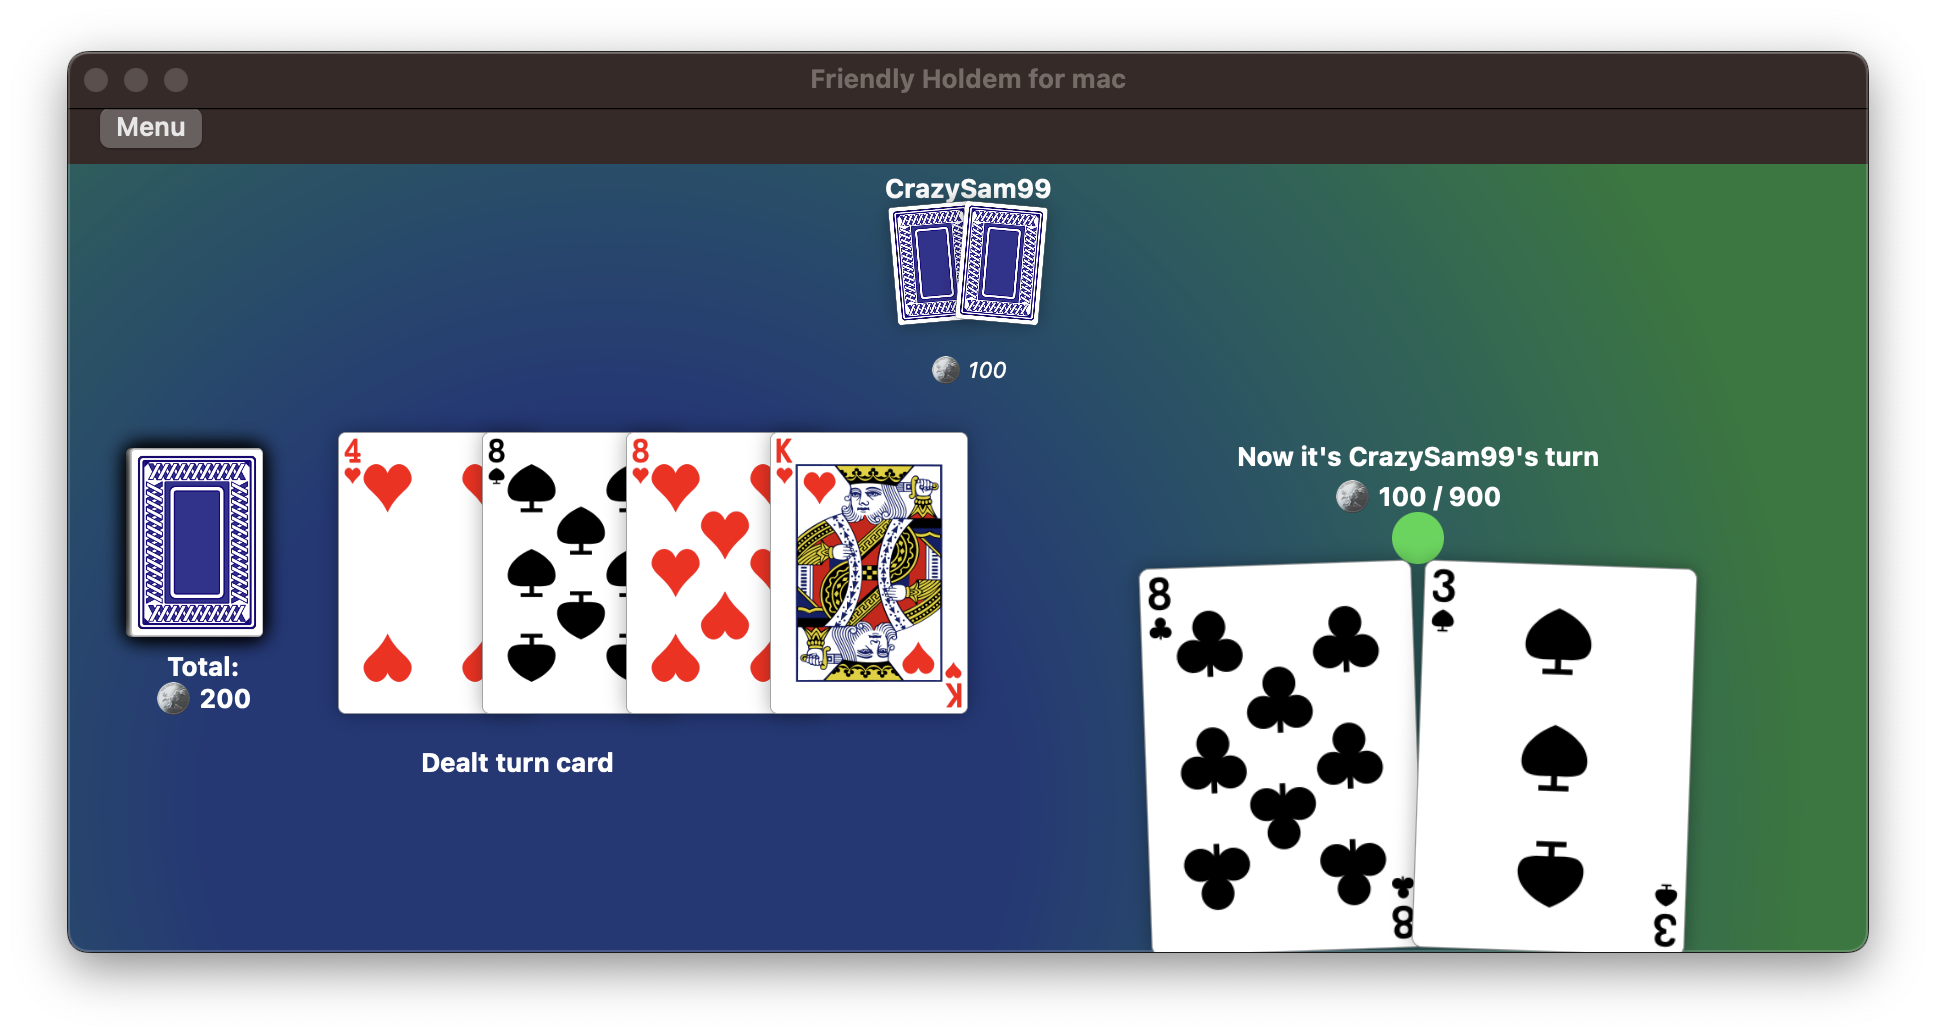 Friendly Holdem for mac
Menu
CrazySam99
100
4
8
8
K
K
Now it's CrazySam99's turn
100 / 900
Total:
200
Dealt turn card
8
3
8
3